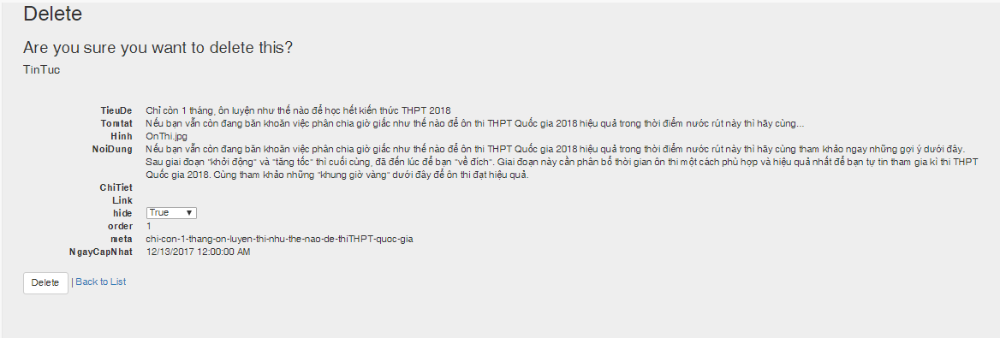 Delete
Are you sure you want to delete this?
TinTuc
TieuDe Chỉ còn 1 tháng, ôn luyện như thế nào để học hết kiến thức THPT 2018
Tomtat Nếu bạn vẫn còn đang băn khoăn việc phân chia giờ giấc như thế nào để ôn thi THPT Quốc gia 2018 hiệu quả trong thời điểm nước rút này thì hãy cùng...
Hinh OnThi.jpg
NoiDung Nếu bạn vẫn còn đang băn khoăn việc phân chia giờ giấc như thế nào để ôn thi THPT Quốc gia 2018 hiệu quả trong thời điểm nước rút này thì hãy cùng tham khảo ngay những gợi ý dưới đây.
Sau giai đoạn "khởi động" và "tăng tốc" thì cuối cùng, đã đến lúc để bạn "về đích". Giai đoạn này cần phân bổ thời gian ôn thi một cách phù hợp và hiệu quả nhất để bạn tự tin tham gia kì thi THPT
Quốc gia 2018. Cùng tham khảo những "khung giờ vàng" dưới đây để ôn thi đạt hiệu quả.
ChiTiet
Link
hide True
order 1
meta chi-con-1-thang-on-luyen-thi-nhu-the-nao-de-thiTHPT-quoc-gia
NgayCapNhat 12/13/2017 12:00:00 AM
Delete | Back to List